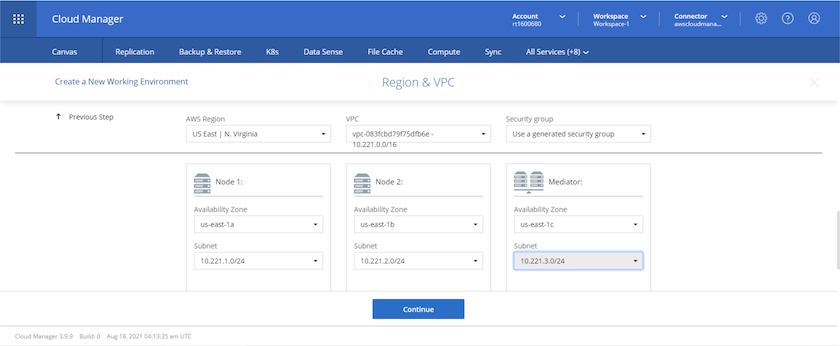 Cloud Manager
Account
rt1600680
Workspace
Workspace-1
Connector
awscloudmana...
Canvas Replication Backup & Restore K8s Data Sense File Cache Compute Sync All Services (+8)
Create a New Working Environment
Region & VPC
Previous Step
AWS Region
US East | N. Virginia
VPC
vpc-083fcbd79f75dfb6e -
10.221.0.0/16
Security group
Use a generated security group
Node 1:
Availability Zone
us-east-1a
Subnet
10.221.1.0/24
Node 2:
Availability Zone
us-east-1b
Subnet
10.221.2.0/24
Mediator:
Availability Zone
us-east-1c
Subnet
10.221.3.0/24
Continue
Cloud Manager 3.9.9 Build: 0 Aug 18, 2021 04:13:35 am UTC